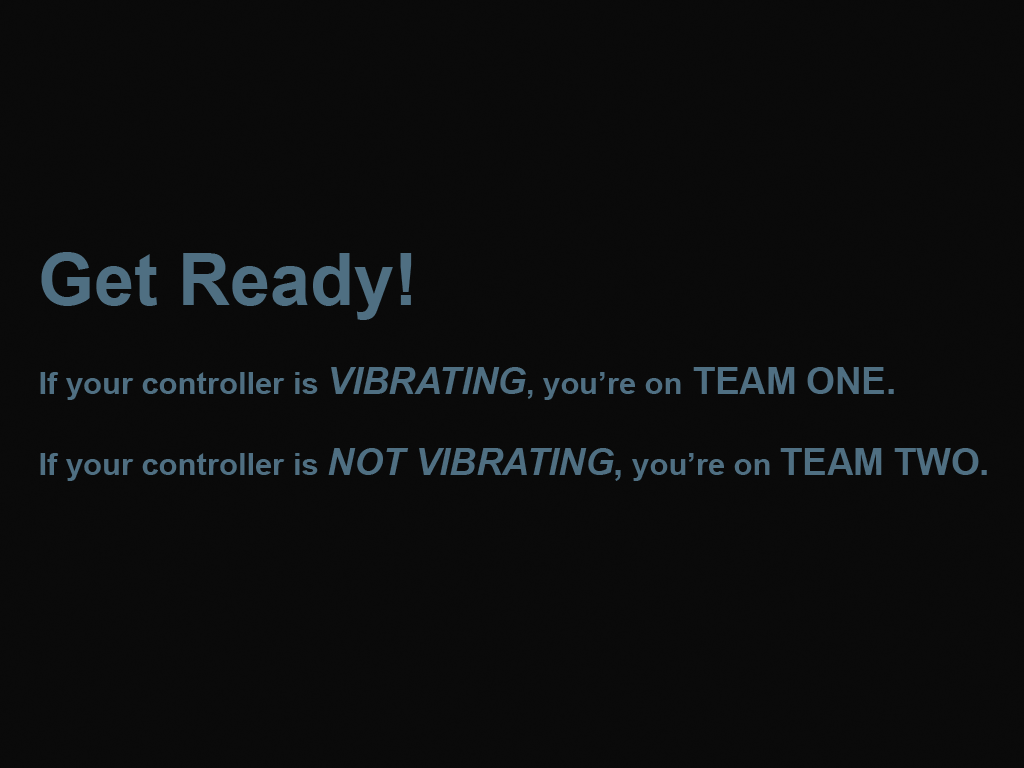 Get Ready!
If your controller is VIBRATING, you’re on TEAM ONE.
If your controller is NOT VIBRATING, you’re on TEAM TWO.